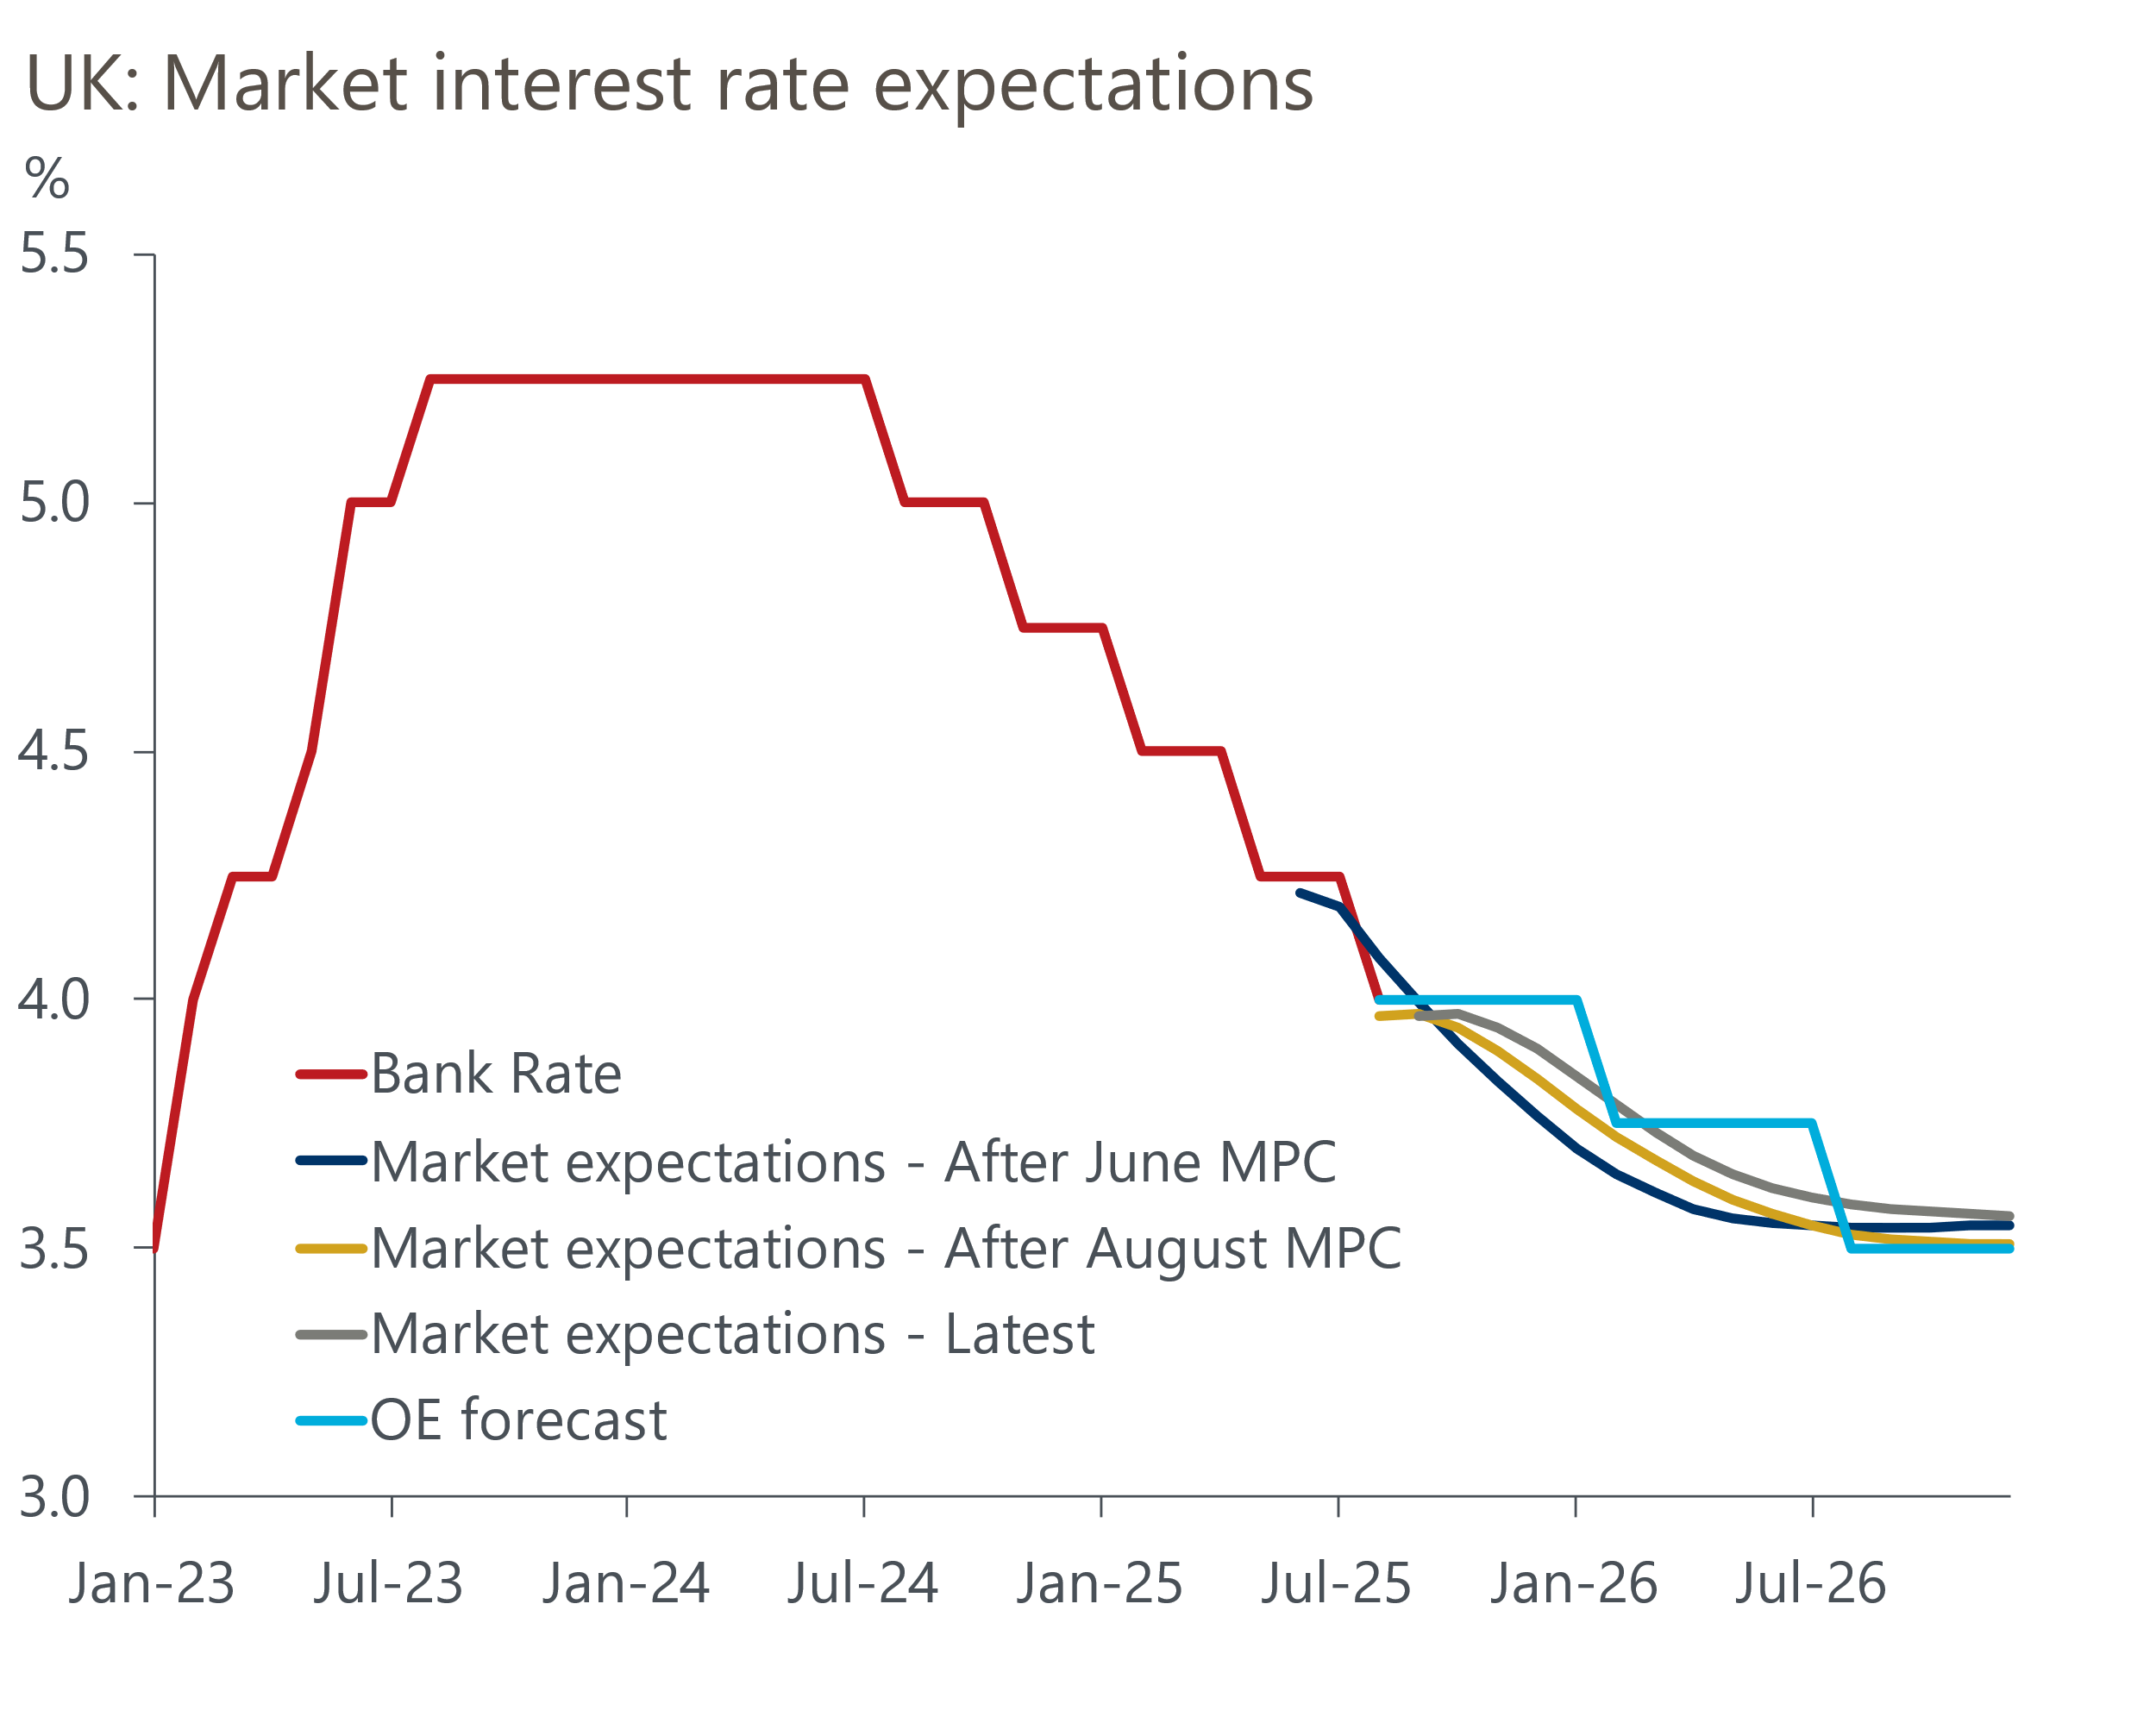 UK: Market interest rate expectations
%
5.5
5.0
4.5
4.0
3.5
3.0
Bank Rate
Market expectations - After June MPC
Market expectations - After August MPC
Market expectations - Latest
OE forecast
Jan-23 Jul-23 Jan-24 Jul-24 Jan-25 Jul-25 Jan-26 Jul-26